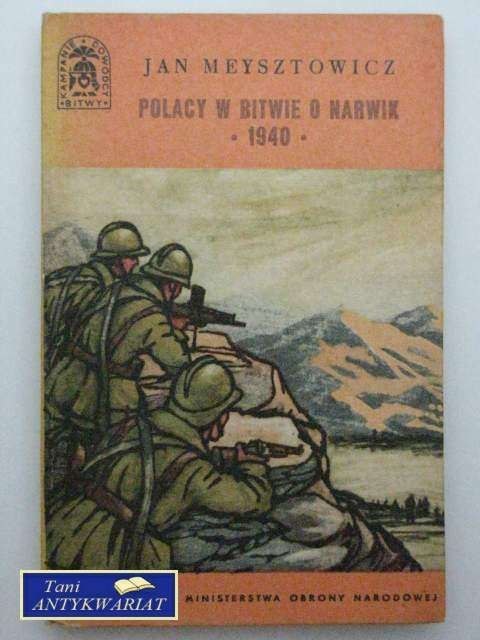 KAMPANIE
DOWÓDCY
BITWY
JAN MEYSZTOWICZ
POLACY W BITWIE O NARWIK
• 1940 •
MINISTERSTWA OBRONY NARODOWEJ
Tani
ANTYKWARIAT